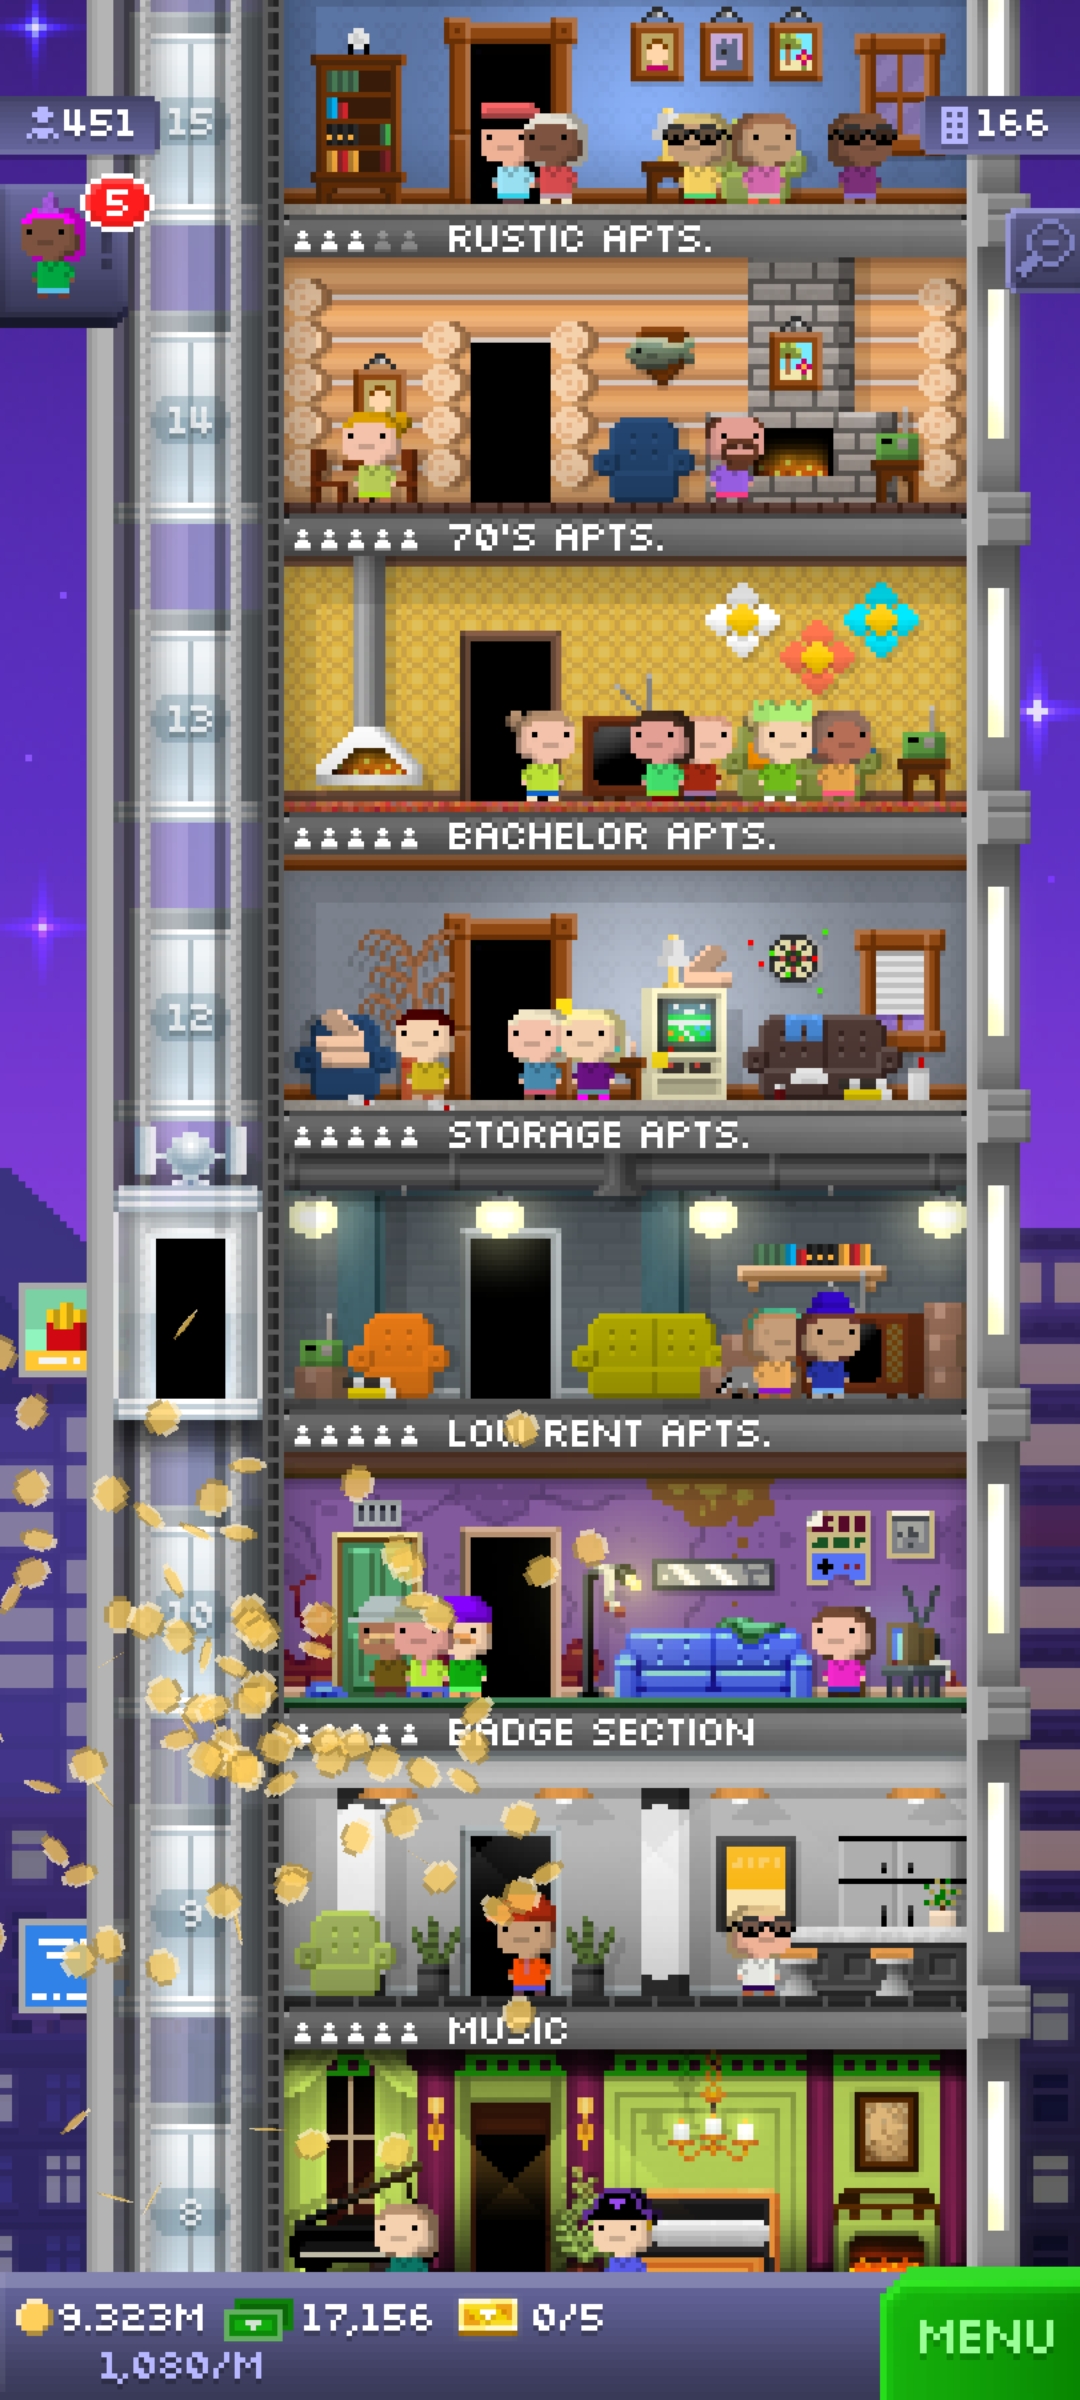 451
15
166
5
RUSTIC APTS.
14
70'S APTS.
13
BACHELOR APTS.
12
STORAGE APTS.
LOW RENT APTS.
10
BADGE SECTION
9
MUSIC
8
9.323M 17,156 0/5
1,080/M
MENU